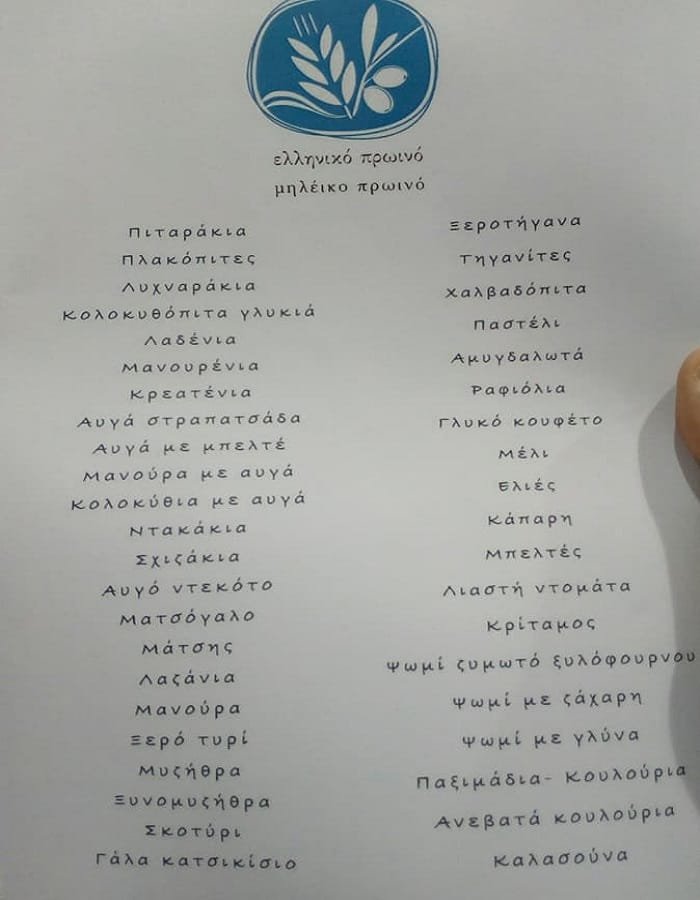 ελληνικό πρωινό
μηλέικο πρωινό
Πιταράκια
Πλακόπιτες
Λυχναράκια
Κολοκυθόπιτα γλυκιά
Λαδένια
Μανουρένια
Κρεατένια
Αυγά στραπατσάδα
Αυγά με μπελτέ
Μανούρα με αυγά
Κολοκύθια με αυγά
Ντακάκια
Σχιζάκια
Αυγό ντεκότο
Ματσόγαλο
Μάτσης
Λαζάνια
Μανούρα
Ξερό τυρί
Μυζήθρα
Ξυνομυζήθρα
Σκοτύρι
Γάλα κατσικίσιο
Ξεροτήγανα
Τηγανίτες
Χαλβαδόπιτα
Παστέλι
Αμυγδαλωτά
Ραφιόλια
Γλυκό κουφέτο
Μέλι
Ελιές
Κάπαρη
Μπελτές
Λιαστή ντομάτα
Κρίταμος
Ψωμί ζυμωτό ξυλόφουρνου
Ψωμί με ζάχαρη
Ψωμί με γλύνα
Παξιμάδια- Κουλούρια
Ανεβατά κουλούρια
Καλασούνα